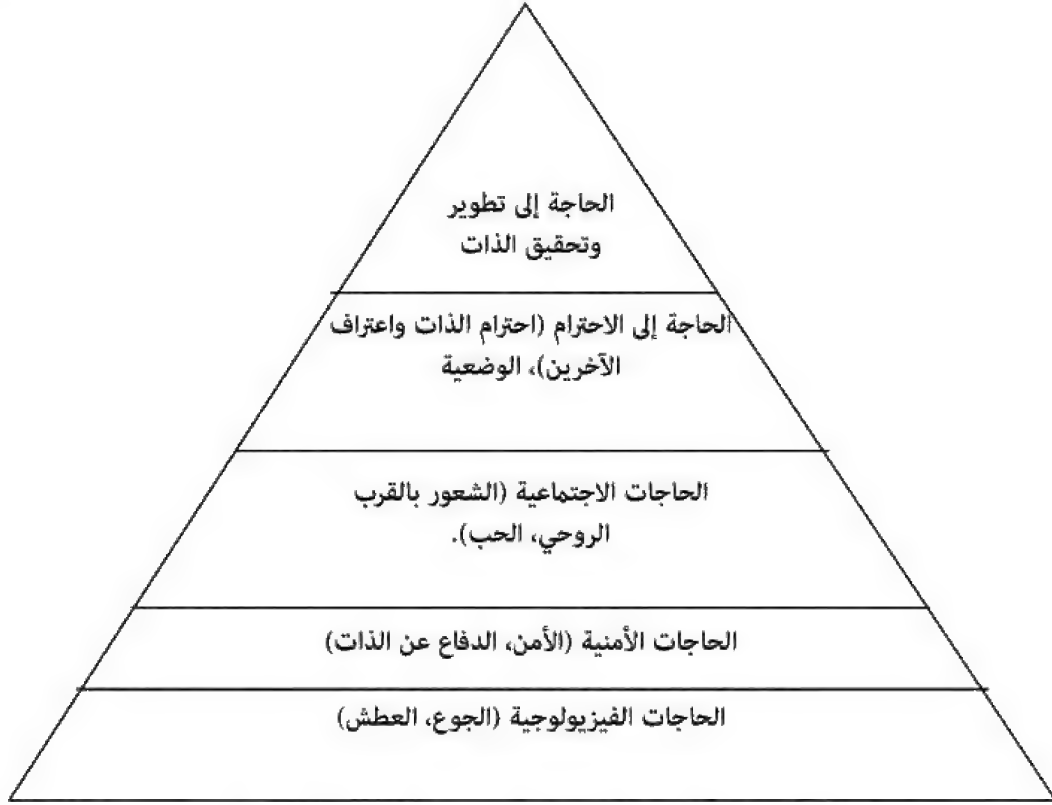 الحاجة إلى تطوير
وتحقيق الذات
الحاجة إلى الاحترام (احترام الذات واعتراف
الآخرين)، الوضعية
الحاجات الاجتماعية (الشعور بالقرب
الروحي، الحب).
الحاجات الأمنية (الأمن، الدفاع عن الذات)
الحاجات الفيزيولوجية (الجوع، العطش)